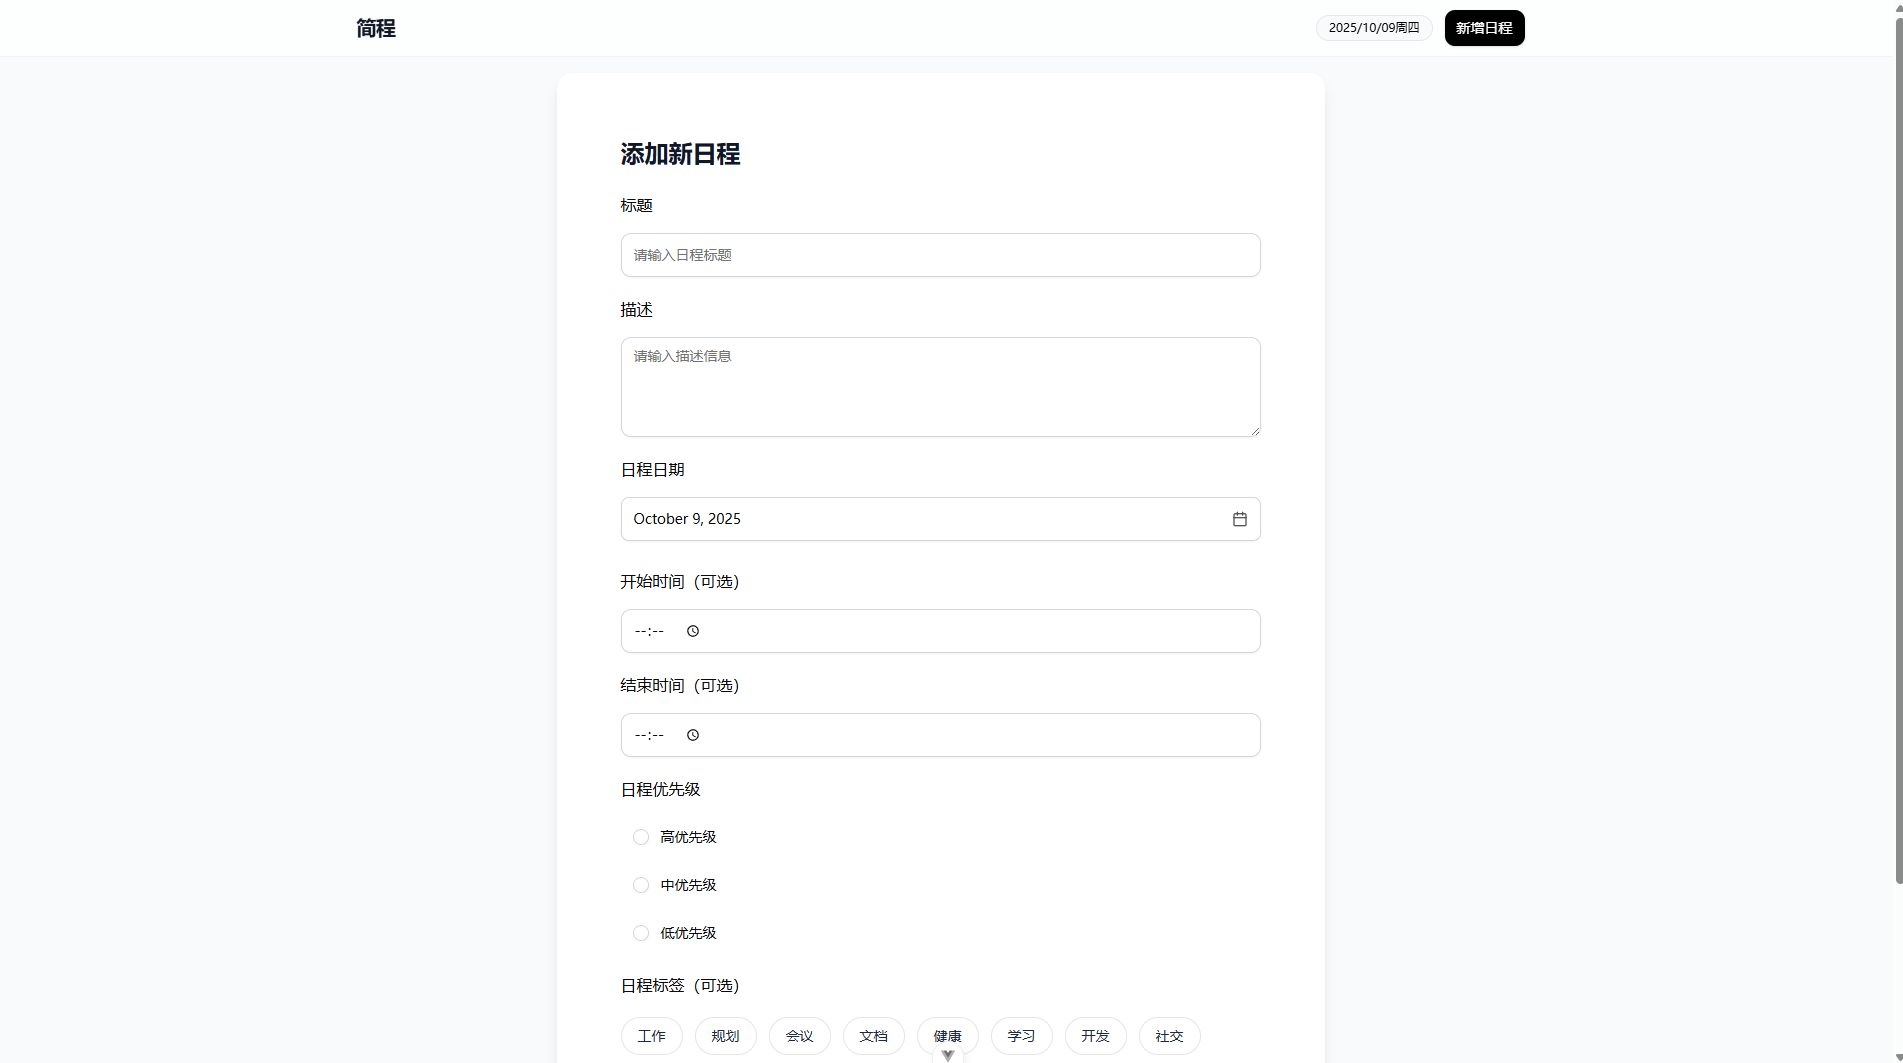 简程
2025/10/09周四
新增日程
添加新日程
标题
请输入日程标题
描述
请输入描述信息
日程日期
October 9, 2025
开始时间（可选）
--:--
结束时间（可选）
--:--
日程优先级
高优先级
中优先级
低优先级
日程标签（可选）
工作 规划 会议 文档 健康 学习 开发 社交